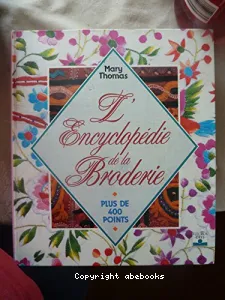 Mary
Thomas
L'
Encyclopédie
de la
Broderie
PLUS DE
400
POINTS
Copyright abebooks